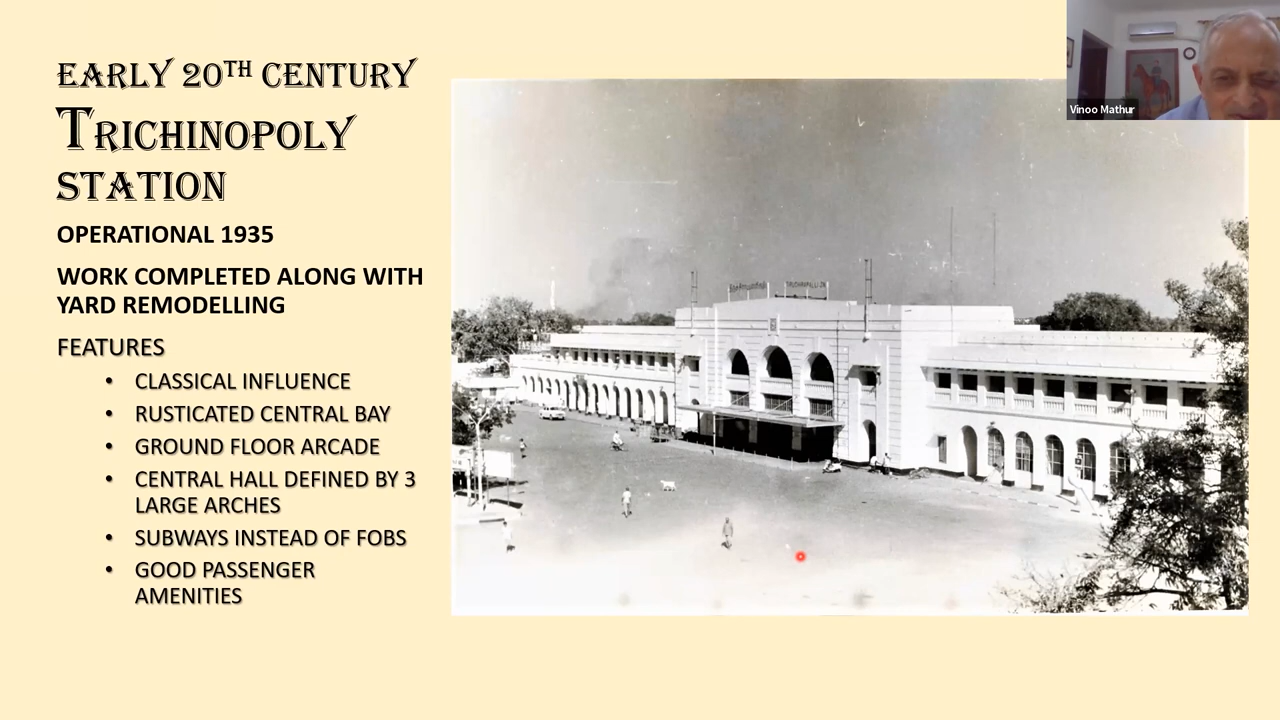 EARLY 20TH CENTURY
TRICHINOPOLY
STATION
OPERATIONAL 1935
WORK COMPLETED ALONG WITH
YARD REMODELLING
FEATURES
• CLASSICAL INFLUENCE
• RUSTICATED CENTRAL BAY
• GROUND FLOOR ARCADE
• CENTRAL HALL DEFINED BY 3
LARGE ARCHES
• SUBWAYS INSTEAD OF FOBS
• GOOD PASSENGER
AMENITIES
Vinoo Mathur